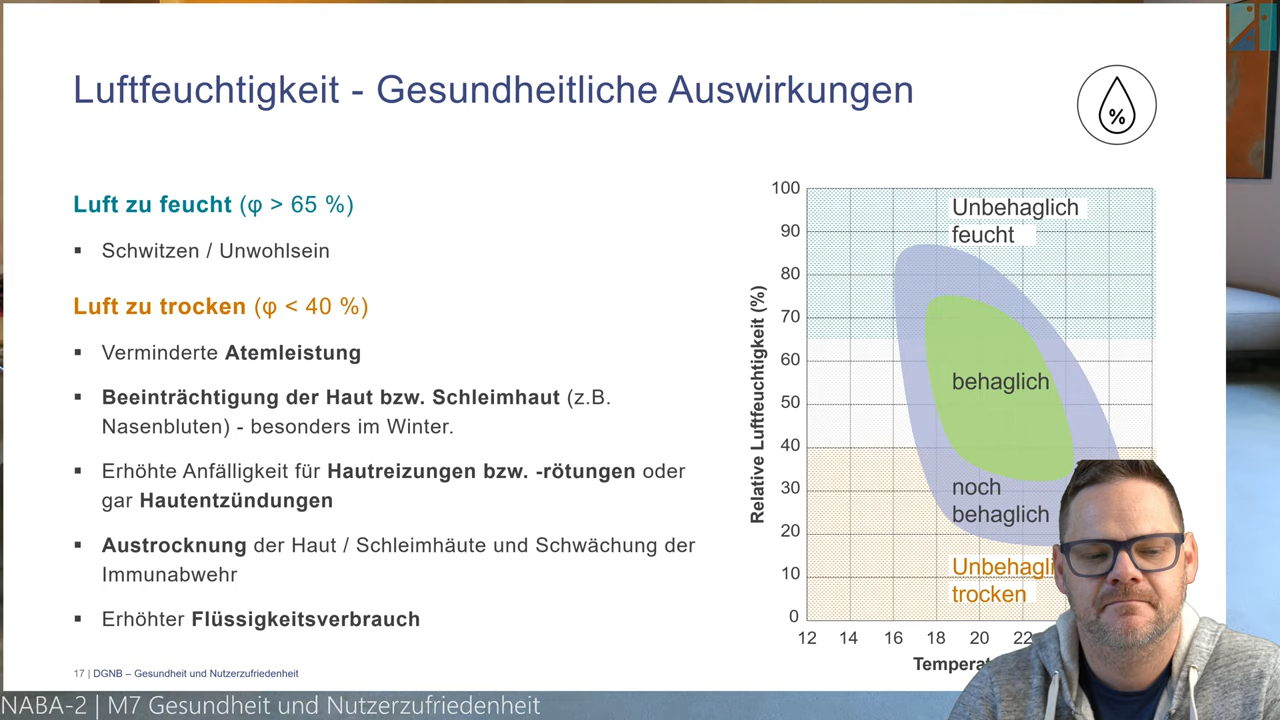 Luftfeuchtigkeit - Gesundheitliche Auswirkungen
%
Luft zu feucht (φ > 65 %)
▪ Schwitzen / Unwohlsein
Luft zu trocken (φ < 40 %)
▪ Verminderte Atemleistung
▪ Beeinträchtigung der Haut bzw. Schleimhaut (z.B.
Nasenbluten) - besonders im Winter.
▪ Erhöhte Anfälligkeit für Hautreizungen bzw. -rötungen oder
gar Hautentzündungen
▪ Austrocknung der Haut / Schleimhäute und Schwächung der
Immunabwehr
▪ Erhöhter Flüssigkeitsverbrauch
Relative Luftfeuchtigkeit (%)
100
90
80
70
60
50
40
30
20
10
0
Unbehaglich
feucht
behaglich
noch
behaglich
Unbehagli
trocken
12 14 16 18 20 22
Temperat
17 | DGNB – Gesundheit und Nutzerzufriedenheit
NABA-2 | M7 Gesundheit und Nutzerzufriedenheit